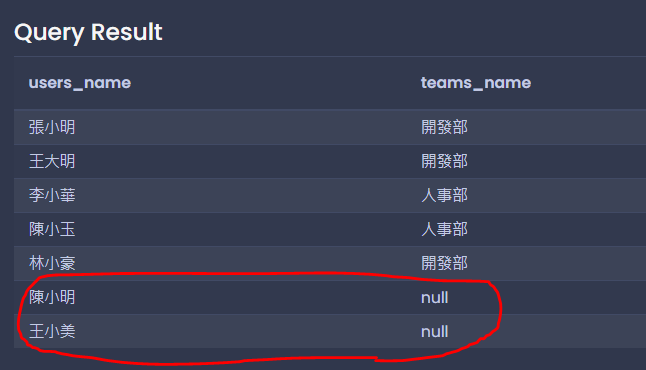 Query Result
users_name teams_name
張小明 開發部
王大明 開發部
李小華 人事部
陳小玉 人事部
林小豪 開發部
陳小明 null
王小美 null